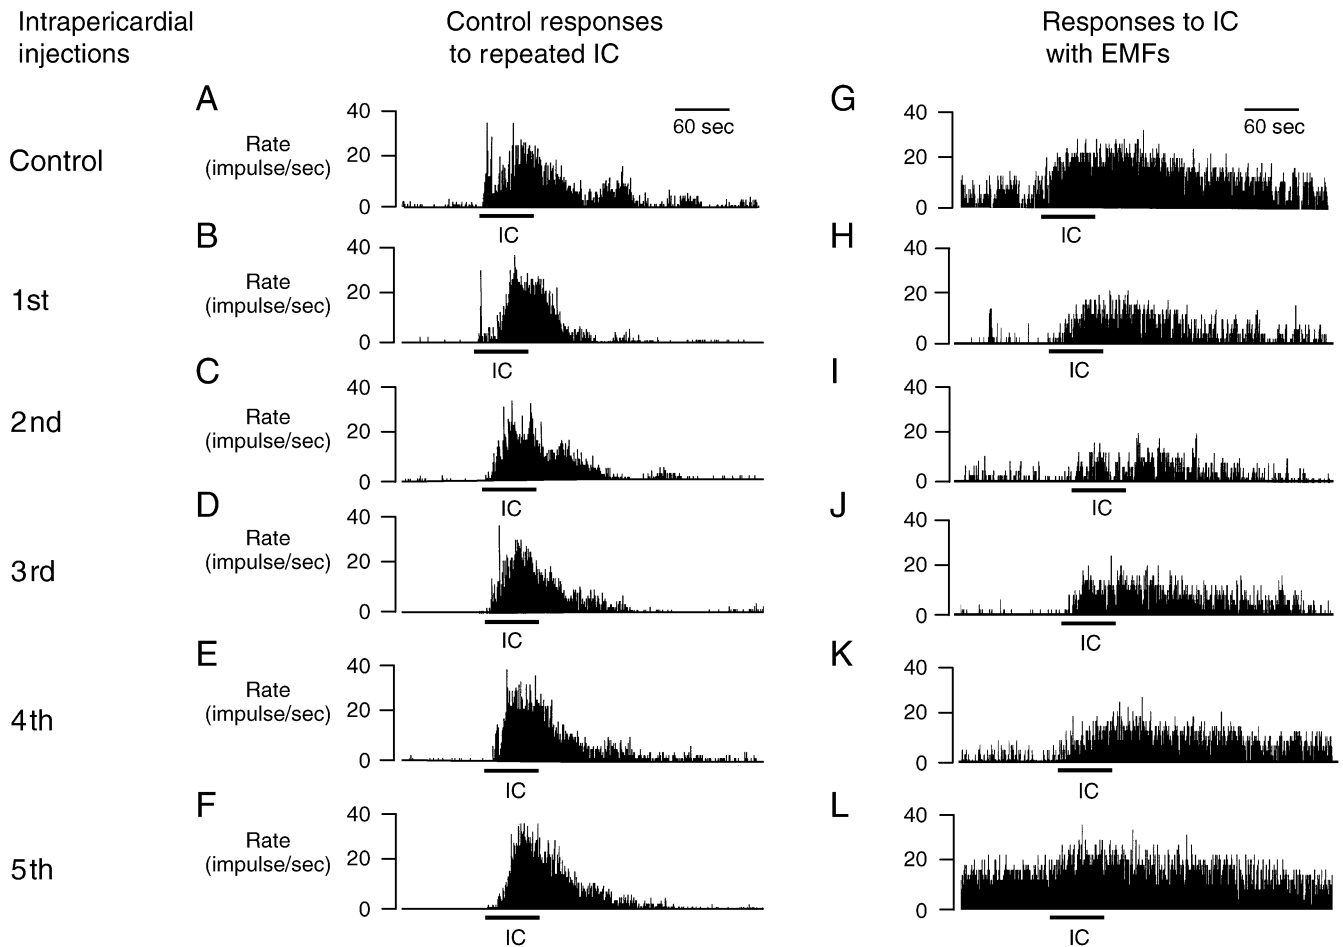 Intrapericardial
injections
Control responses
to repeated IC
Responses to IC
with EMFs
Control
A
Rate
(impulse/sec)
40
20
0
60 sec
IC
G
40
20
0
60 sec
IC
1st
B
Rate
(impulse/sec)
40
20
0
IC
H
40
20
0
IC
2nd
C
Rate
(impulse/sec)
40
20
0
IC
I
40
20
0
IC
3rd
D
Rate
(impulse/sec)
40
20
0
IC
J
40
20
0
IC
4th
E
Rate
(impulse/sec)
40
20
0
IC
K
40
20
0
IC
5th
F
Rate
(impulse/sec)
40
20
0
IC
L
40
20
0
IC